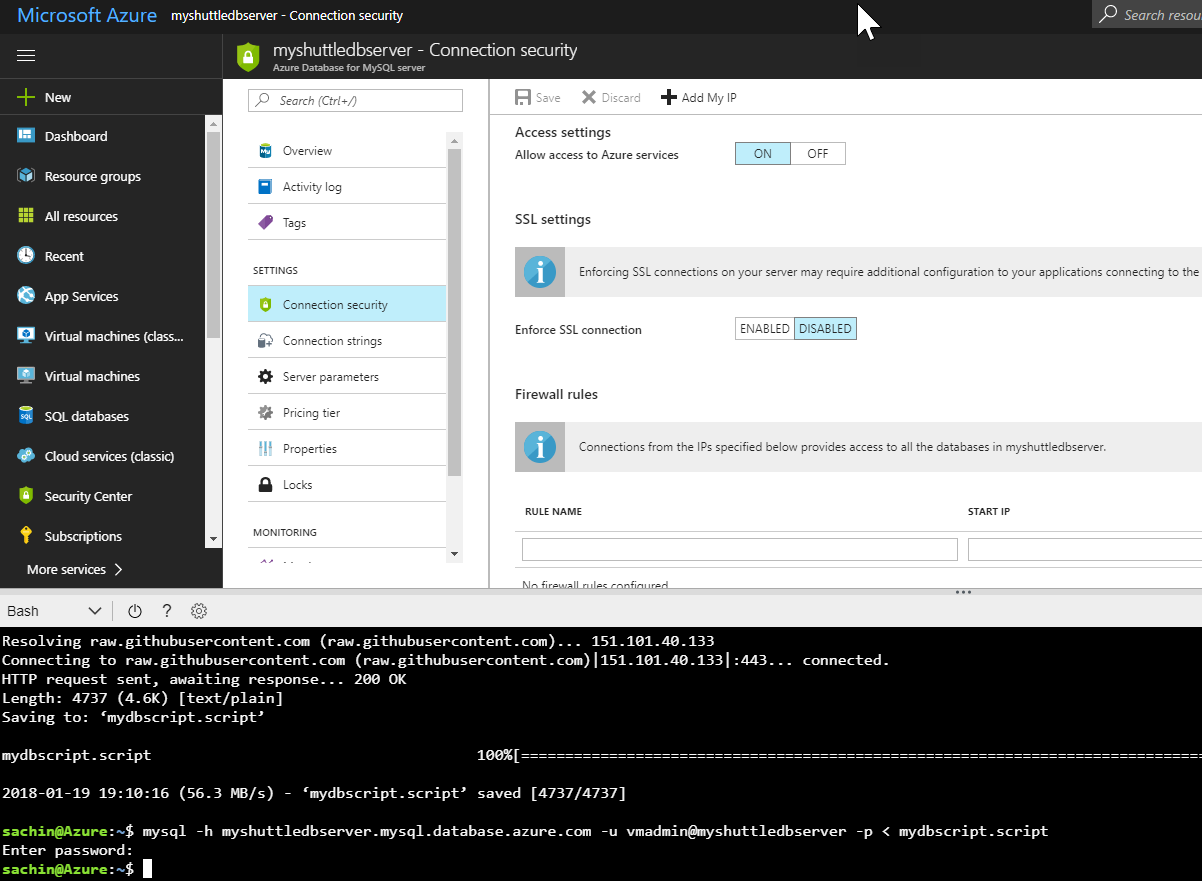 Microsoft Azure myshuttledbserver - Connection security
Search resou
myshuttledbserver - Connection security
Azure Database for MySQL server
New
Dashboard
Resource groups
All resources
Recent
App Services
Virtual machines (class...
Virtual machines
SQL databases
Cloud services (classic)
Security Center
Subscriptions
More services
Search (Ctrl+/)
Overview
Activity log
Tags
SETTINGS
Connection security
Connection strings
Server parameters
Pricing tier
Properties
Locks
MONITORING
Save Discard Add My IP
Access settings
Allow access to Azure services ON OFF
SSL settings
Enforcing SSL connections on your server may require additional configuration to your applications connecting to the
Enforce SSL connection ENABLED DISABLED
Firewall rules
Connections from the IPs specified below provides access to all the databases in myshuttledbserver.
RULE NAME START IP
No firewall rules configured
Bash ?
Resolving raw.githubusercontent.com (raw.githubusercontent.com)... 151.101.40.133
Connecting to raw.githubusercontent.com (raw.githubusercontent.com)|151.101.40.133|:443... connected.
HTTP request sent, awaiting response... 200 OK
Length: 4737 (4.6K) [text/plain]
Saving to: ‘mydbscript.script’
mydbscript.script 100%[==============================================================================
2018-01-19 19:10:16 (56.3 MB/s) - ‘mydbscript.script’ saved [4737/4737]
sachin@Azure:~$ mysql -h myshuttledbserver.mysql.database.azure.com -u vmadmin@myshuttledbserver -p < mydbscript.script
Enter password:
sachin@Azure:~$